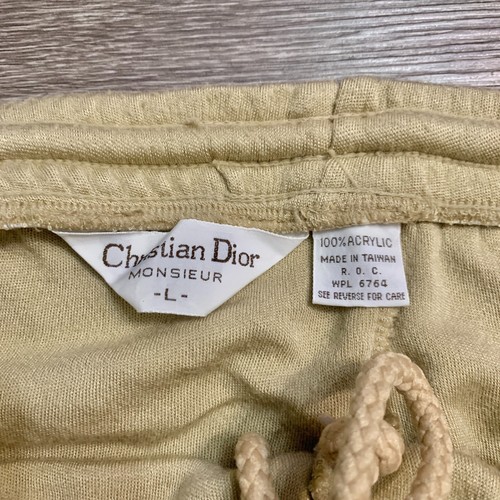 Christian Dior
MONSIEUR
-L-
100% ACRYLIC
MADE IN TAIWAN
R. O. C.
WPL 6764
SEE REVERSE FOR CARE